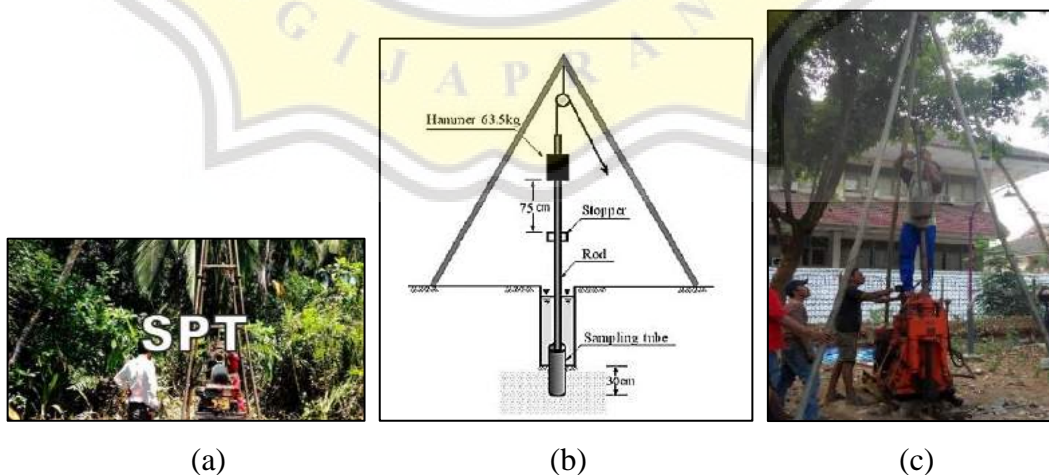 G I J A P R A N
Hammer 63.5kg
75 cm
Stopper
Rod
SPT
Sampling tube
30cm
(a)
(b)
(c)